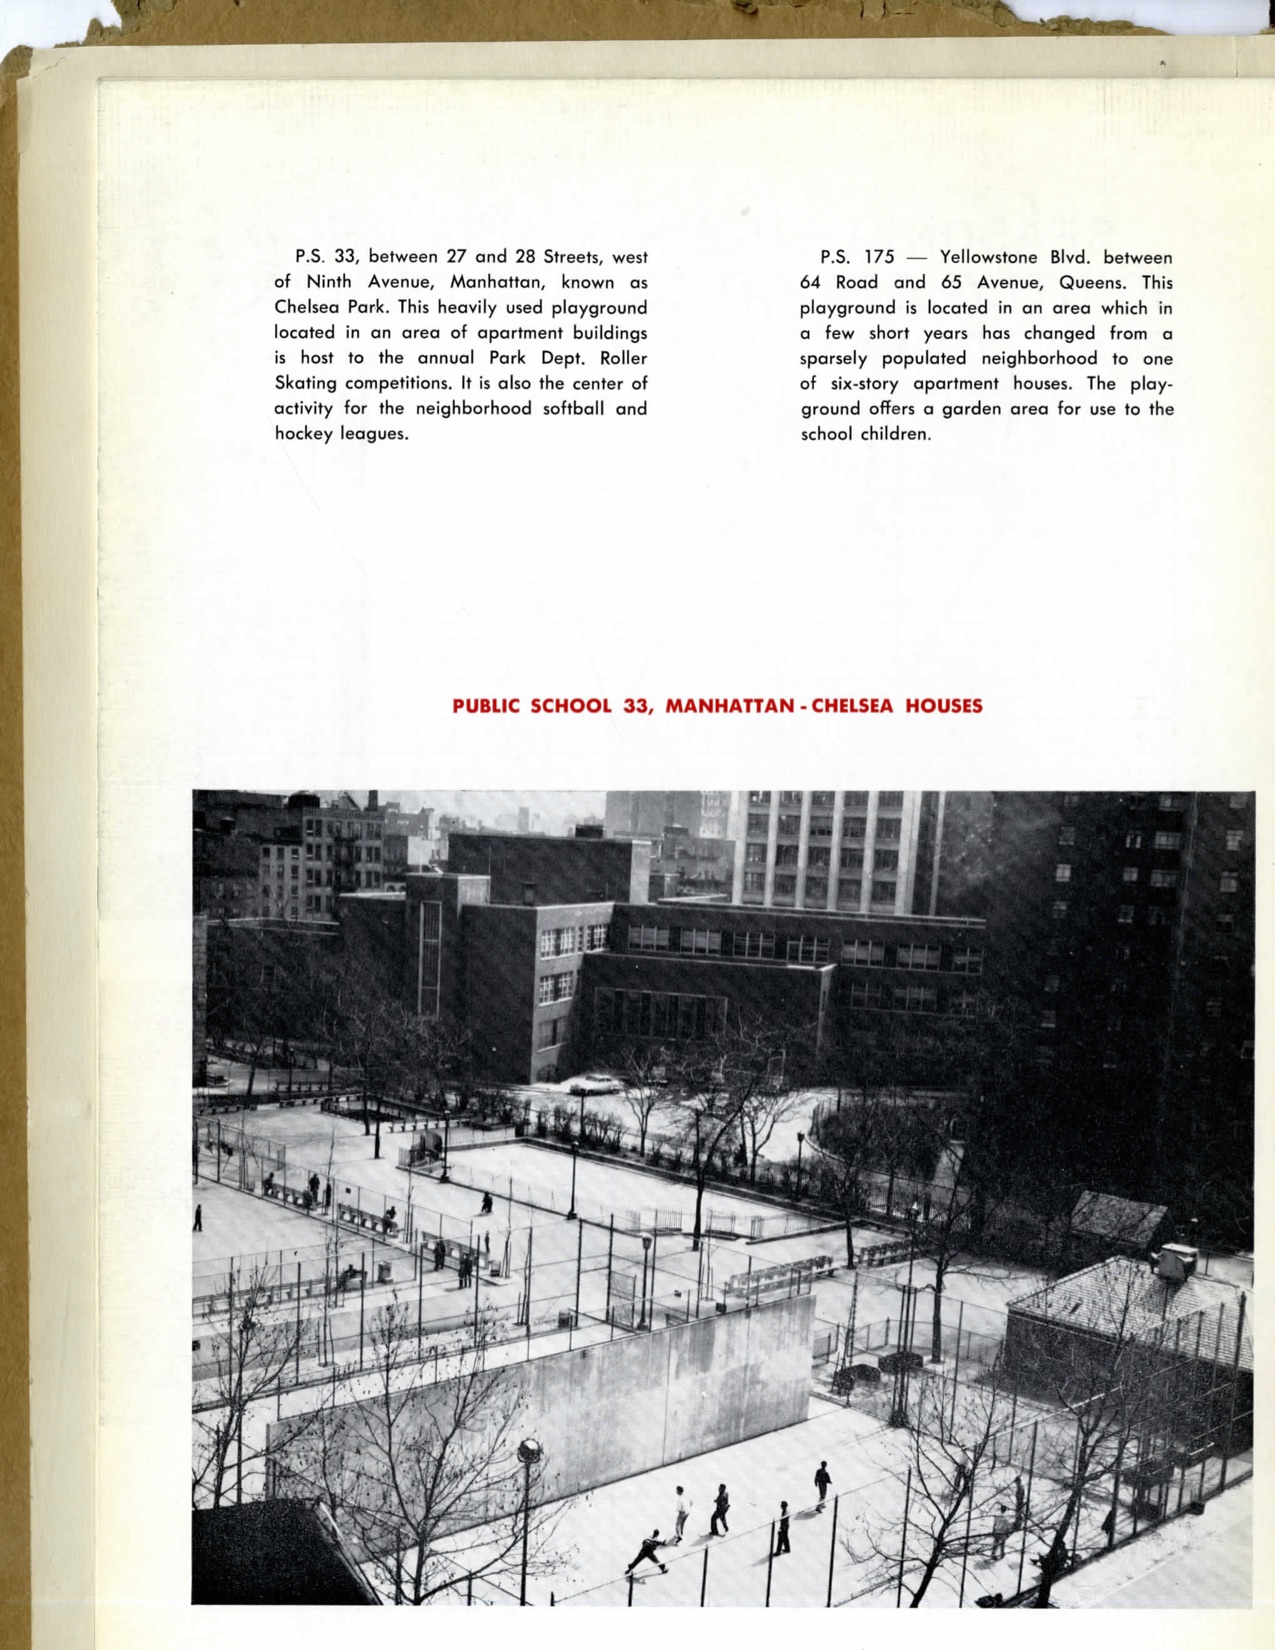 P.S. 33, between 27 and 28 Streets, west
of Ninth Avenue, Manhattan, known as
Chelsea Park. This heavily used playground
located in an area of apartment buildings
is host to the annual Park Dept. Roller
Skating competitions. It is also the center of
activity for the neighborhood softball and
hockey leagues.
P.S. 175 — Yellowstone Blvd. between
64 Road and 65 Avenue, Queens. This
playground is located in an area which in
a few short years has changed from a
sparsely populated neighborhood to one
of six-story apartment houses. The play-
ground offers a garden area for use to the
school children.
PUBLIC SCHOOL 33, MANHATTAN - CHELSEA HOUSES